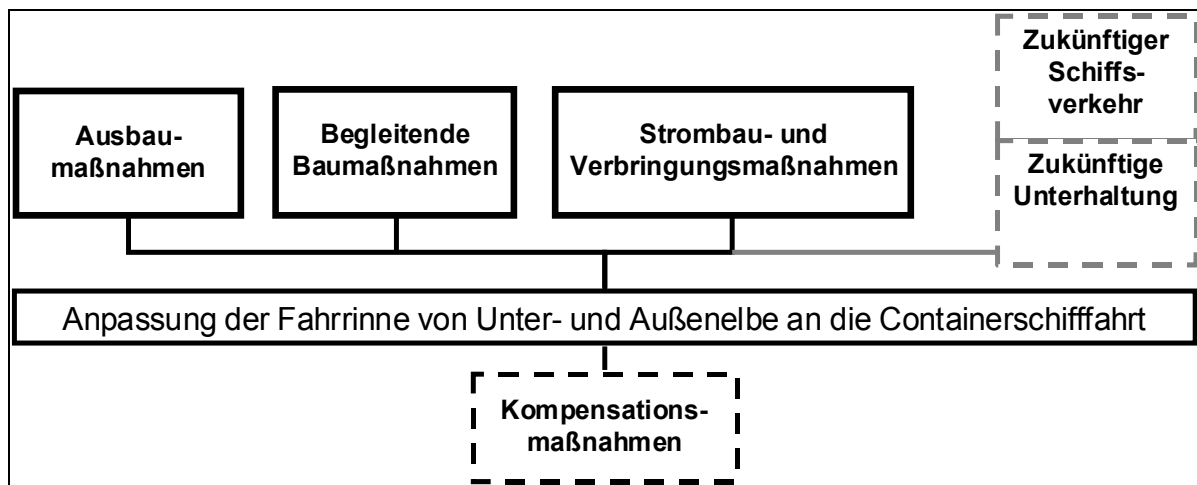 Zukünftiger
Schiffs-
verkehr
Ausbau-
maßnahmen
Begleitende
Baumaßnahmen
Strombau- und
Verbringungsmaßnahmen
Zukünftige
Unterhaltung
Anpassung der Fahrrinne von Unter- und Außenelbe an die Containerschifffahrt
Kompensations-
maßnahmen